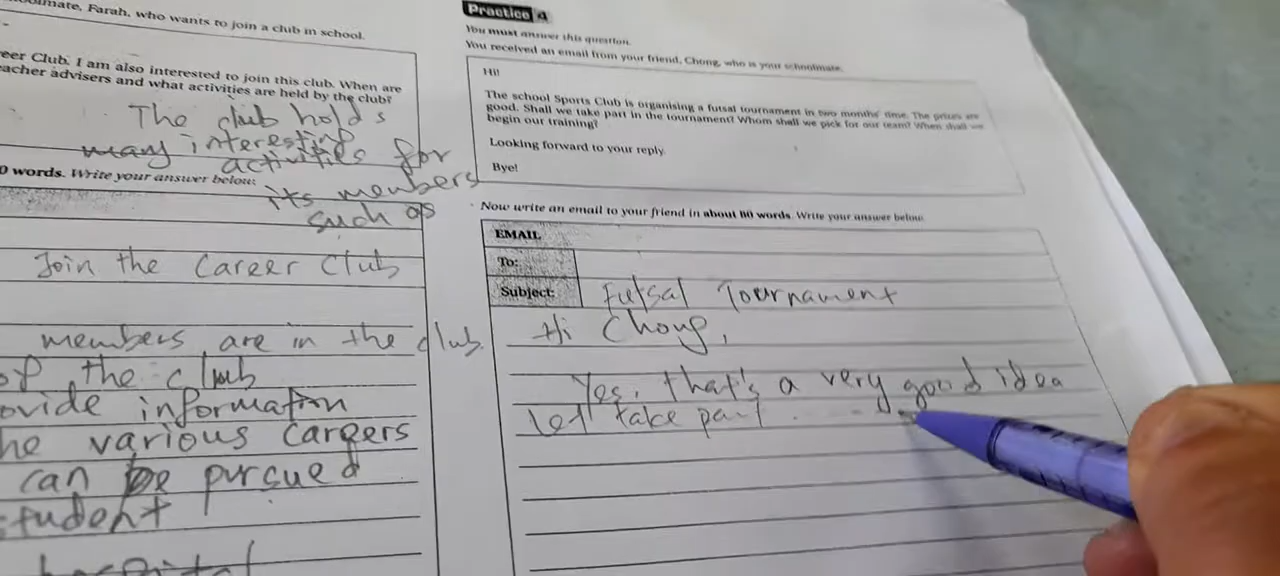 oolmate, Farah, who wants to join a club in school.
eer Club. I am also interested to join this club. When are
eacher advisers and what activities are held by the club?
The club holds
many interesting
activities for
0 words. Write your answer below:
its members
such as
Join the Career Club
members are in the club
of the club
ovide information
he various careers
can be pursued
student
hospital
Practice 4
You must answer this question.
You received an email from your friend, Chong, who is your schoolmate.
Hi!
The school Sports Club is organising a futsal tournament in two months' time. The prizes are
good. Shall we take part in the tournament? Whom shall we pick for our team? When shall we
begin our training?
Looking forward to your reply.
Bye!
Now write an email to your friend in about 80 words. Write your answer below.
EMAIL
To:
Subject: Futsal Tournament
Hi Chong,
Yes, that's a very good idea
let' take part